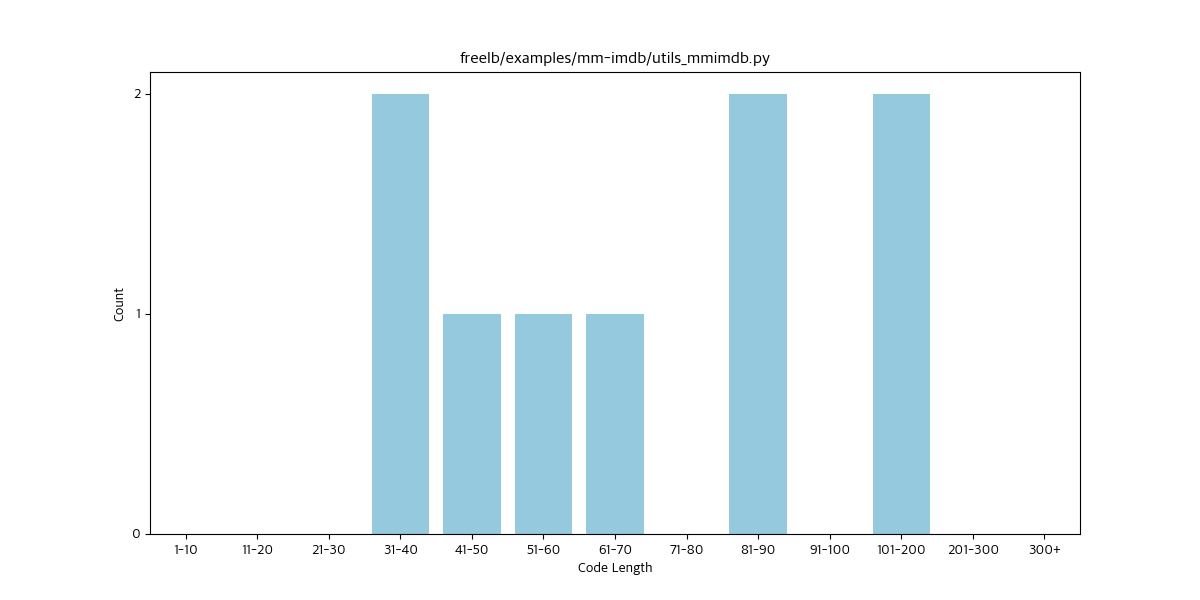 freelb/examples/mm-imdb/utils_mmimdb.py
2
1
0
Count
1-10 11-20 21-30 31-40 41-50 51-60 61-70 71-80 81-90 91-100 101-200 201-300 300+
Code Length